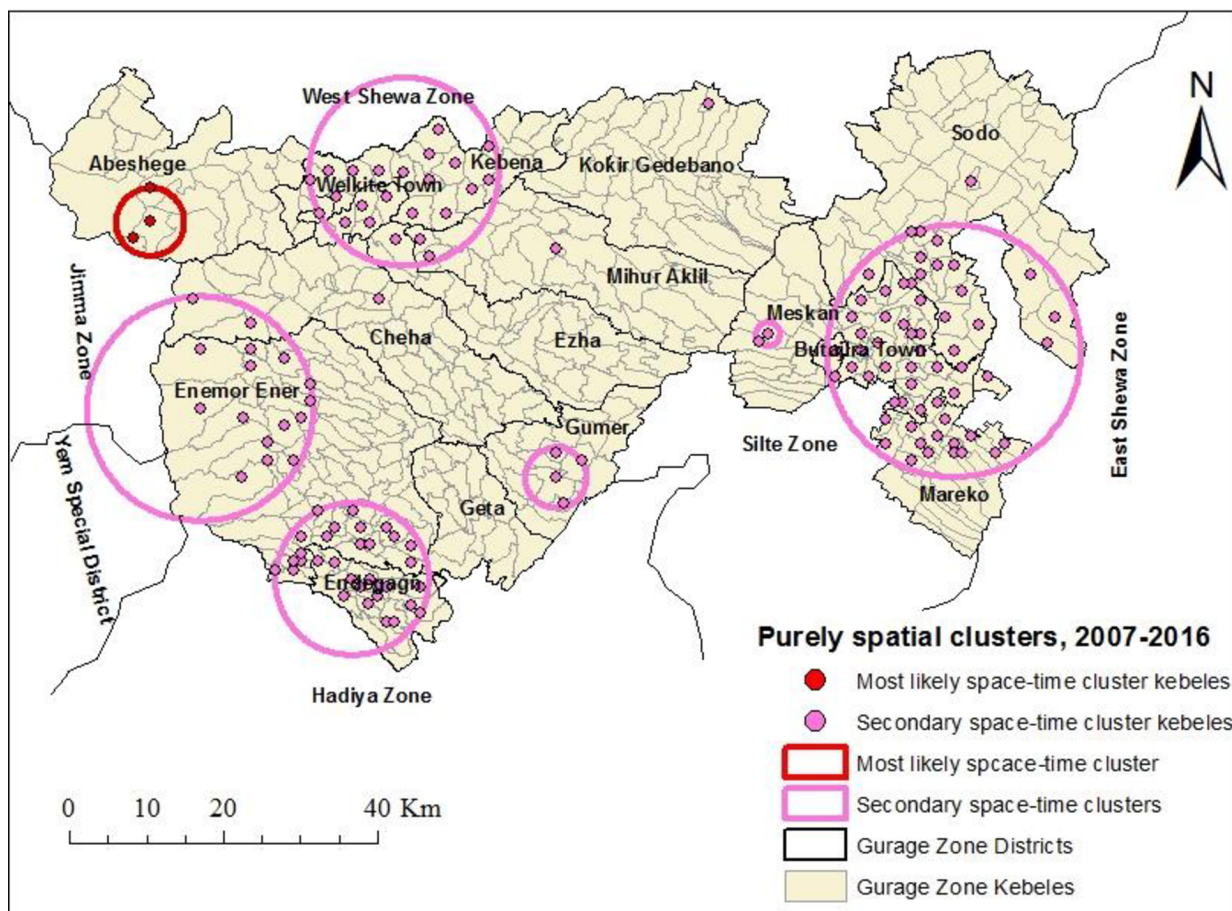 West Shewa Zone
N
Sodo
Abeshege
Kebena
Kokir Gedebano
Welkite Town
Jimma Zone
Mihur Aklil
Meskan
Cheha
Ezha
Butajira Town
East Shewa Zone
Enemor Ener
Gumer
Silte Zone
Yem Special District
Mareko
Geta
Endegagn
Hadiya Zone
Purely spatial clusters, 2007-2016
Most likely space-time cluster kebeles
Secondary space-time cluster kebeles
Most likely spcace-time cluster
Secondary space-time clusters
Gurage Zone Districts
Gurage Zone Kebeles
0 10 20 40 Km